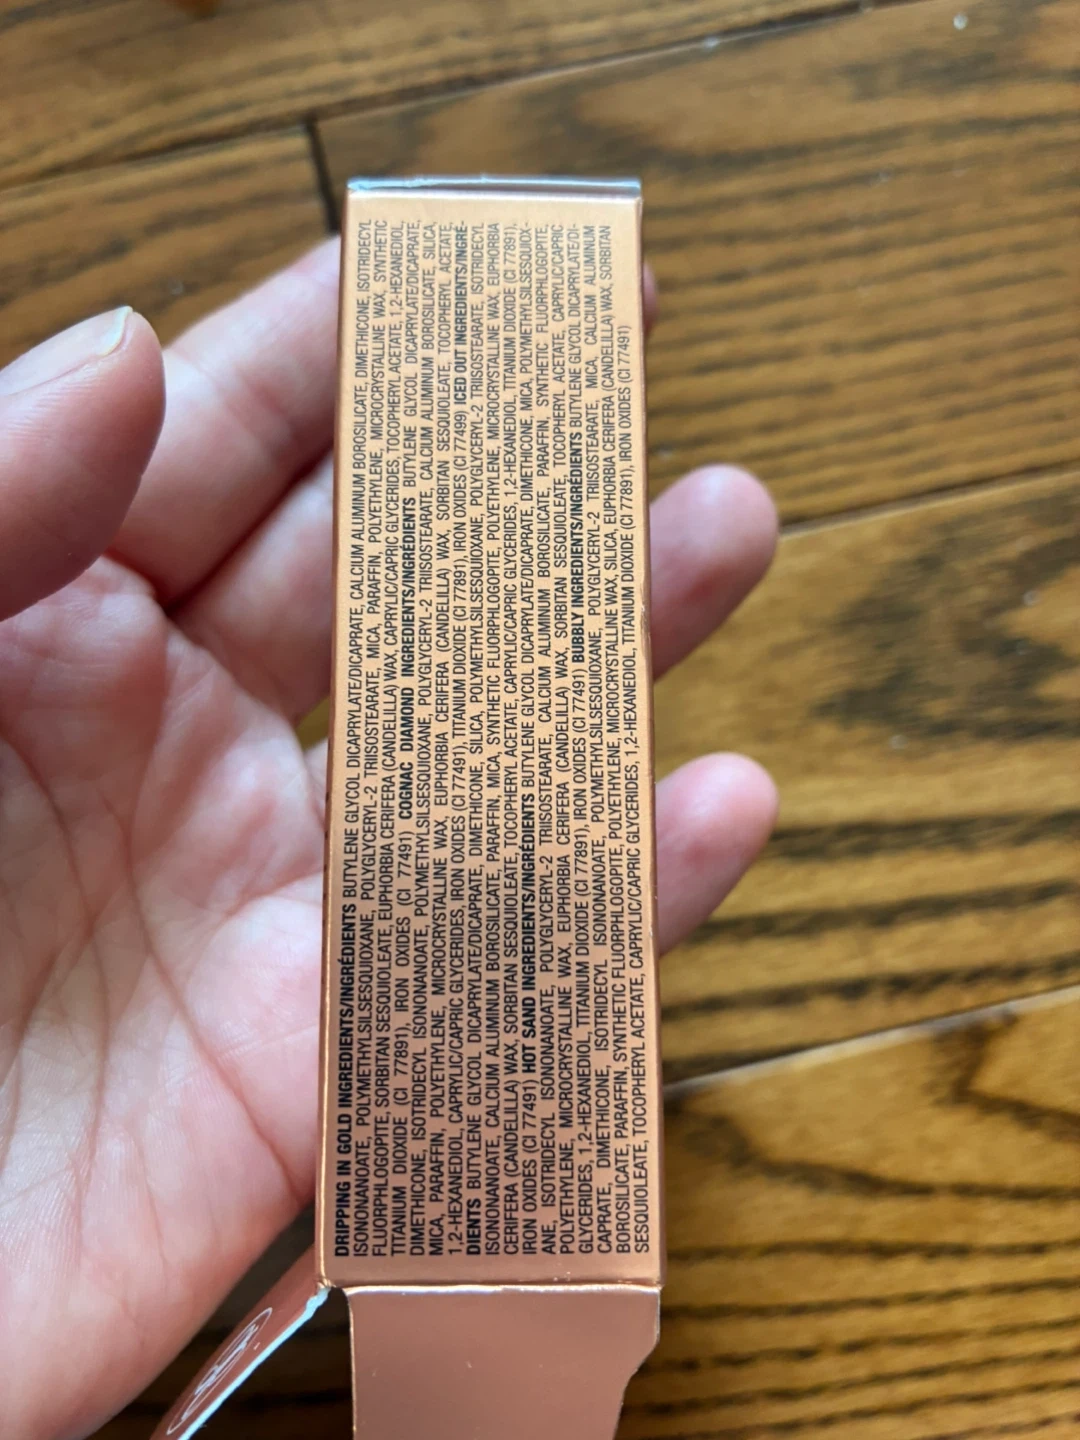 DRIPPING IN GOLD INGREDIENTS/INGRÉDIENTS BUTYLENE GLYCOL DICAPRYLATE/DICAPRATE, CALCIUM ALUMINUM BOROSILICATE, DIMETHICONE, ISOTRIDECYL
ISONONANOATE, POLYMETHYLSILSESQUIOXANE, POLYGLYCERYL-2 TRIISOSTEARATE, MICA, PARAFFIN, POLYETHYLENE, MICROCRYSTALLINE WAX, SYNTHETIC
FLUORPHLOGOPITE, SORBITAN SESQUIOLEATE, EUPHORBIA CERIFERA (CANDELILLA) WAX, CAPRYLIC/CAPRIC GLYCERIDES, TOCOPHERYL ACETATE, 1,2-HEXANEDIOL,
TITANIUM DIOXIDE (CI 77891), IRON OXIDES (CI 77491) COGNAC DIAMOND INGREDIENTS/INGRÉDIENTS BUTYLENE GLYCOL DICAPRYLATE/DICAPRATE,
DIMETHICONE, ISOTRIDECYL ISONONANOATE, POLYMETHYLSILSESQUIOXANE, POLYGLYCERYL-2 TRIISOSTEARATE, CALCIUM ALUMINUM BOROSILICATE, SILICA,
MICA, PARAFFIN, POLYETHYLENE, MICROCRYSTALLINE WAX, EUPHORBIA CERIFERA (CANDELILLA) WAX, SORBITAN SESQUIOLEATE, TOCOPHERYL ACETATE,
1,2-HEXANEDIOL, CAPRYLIC/CAPRIC GLYCERIDES, IRON OXIDES (CI 77491), TITANIUM DIOXIDE (CI 77891), IRON OXIDES (CI 77499) ICED OUT INGREDIENTS/INGRÉ-
DIENTS BUTYLENE GLYCOL DICAPRYLATE/DICAPRATE, DIMETHICONE, SILICA, POLYMETHYLSILSESQUIOXANE, POLYGLYCERYL-2 TRIISOSTEARATE, ISOTRIDECYL
ISONONANOATE, CALCIUM ALUMINUM BOROSILICATE, PARAFFIN, MICA, SYNTHETIC FLUORPHLOGOPITE, POLYETHYLENE, MICROCRYSTALLINE WAX, EUPHORBIA
CERIFERA (CANDELILLA) WAX, SORBITAN SESQUIOLEATE, TOCOPHERYL ACETATE, CAPRYLIC/CAPRIC GLYCERIDES, 1,2-HEXANEDIOL, TITANIUM DIOXIDE (CI 77891),
IRON OXIDES (CI 77491) HOT SAND INGREDIENTS/INGRÉDIENTS BUTYLENE GLYCOL DICAPRYLATE/DICAPRATE, DIMETHICONE, MICA, POLYMETHYLSILSESQUIOX-
ANE, ISOTRIDECYL ISONONANOATE, POLYGLYCERYL-2 TRIISOSTEARATE, CALCIUM ALUMINUM BOROSILICATE, PARAFFIN, SYNTHETIC FLUORPHLOGOPITE,
POLYETHYLENE, MICROCRYSTALLINE WAX, EUPHORBIA CERIFERA (CANDELILLA) WAX, SORBITAN SESQUIOLEATE, TOCOPHERYL ACETATE, CAPRYLIC/CAPRIC
GLYCERIDES, 1,2-HEXANEDIOL, TITANIUM DIOXIDE (CI 77891), IRON OXIDES (CI 77491) BUBBLY INGREDIENTS/INGRÉDIENTS BUTYLENE GLYCOL DICAPRYLATE/DI-
CAPRATE, DIMETHICONE, ISOTRIDECYL ISONONANOATE, POLYMETHYLSILSESQUIOXANE, POLYGLYCERYL-2 TRIISOSTEARATE, MICA, CALCIUM ALUMINUM
BOROSILICATE, PARAFFIN, SYNTHETIC FLUORPHLOGOPITE, POLYETHYLENE, MICROCRYSTALLINE WAX, SILICA, EUPHORBIA CERIFERA (CANDELILLA) WAX, SORBITAN
SESQUIOLEATE, TOCOPHERYL ACETATE, CAPRYLIC/CAPRIC GLYCERIDES, 1,2-HEXANEDIOL, TITANIUM DIOXIDE (CI 77891), IRON OXIDES (CI 77491)